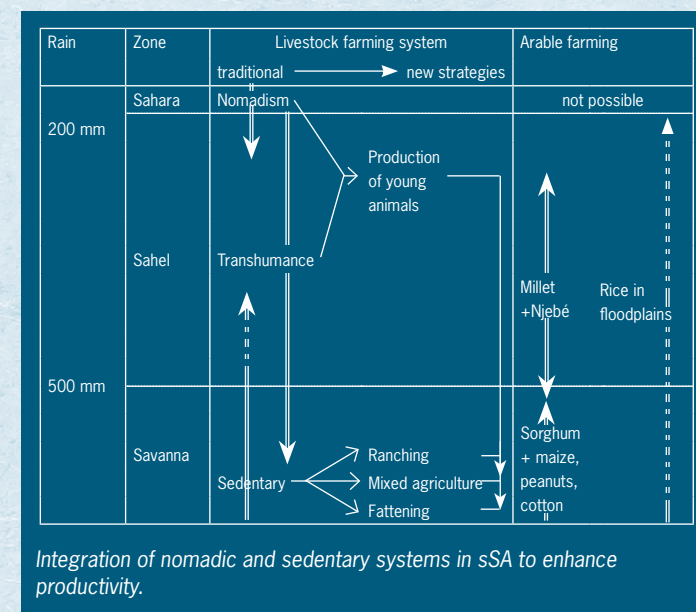 Rain
Zone
Livestock farming system
Arable farming
traditional
new strategies
Sahara
Nomadism
not possible
200 mm
Production
of young
animals
Sahel
Transhumance
Millet
+Njebé
Rice in
floodplains
500 mm
Savanna
Sedentary
Ranching
Mixed agriculture
Fattening
Sorghum
+ maize,
peanuts,
cotton
Integration of nomadic and sedentary systems in sSA to enhance
productivity.